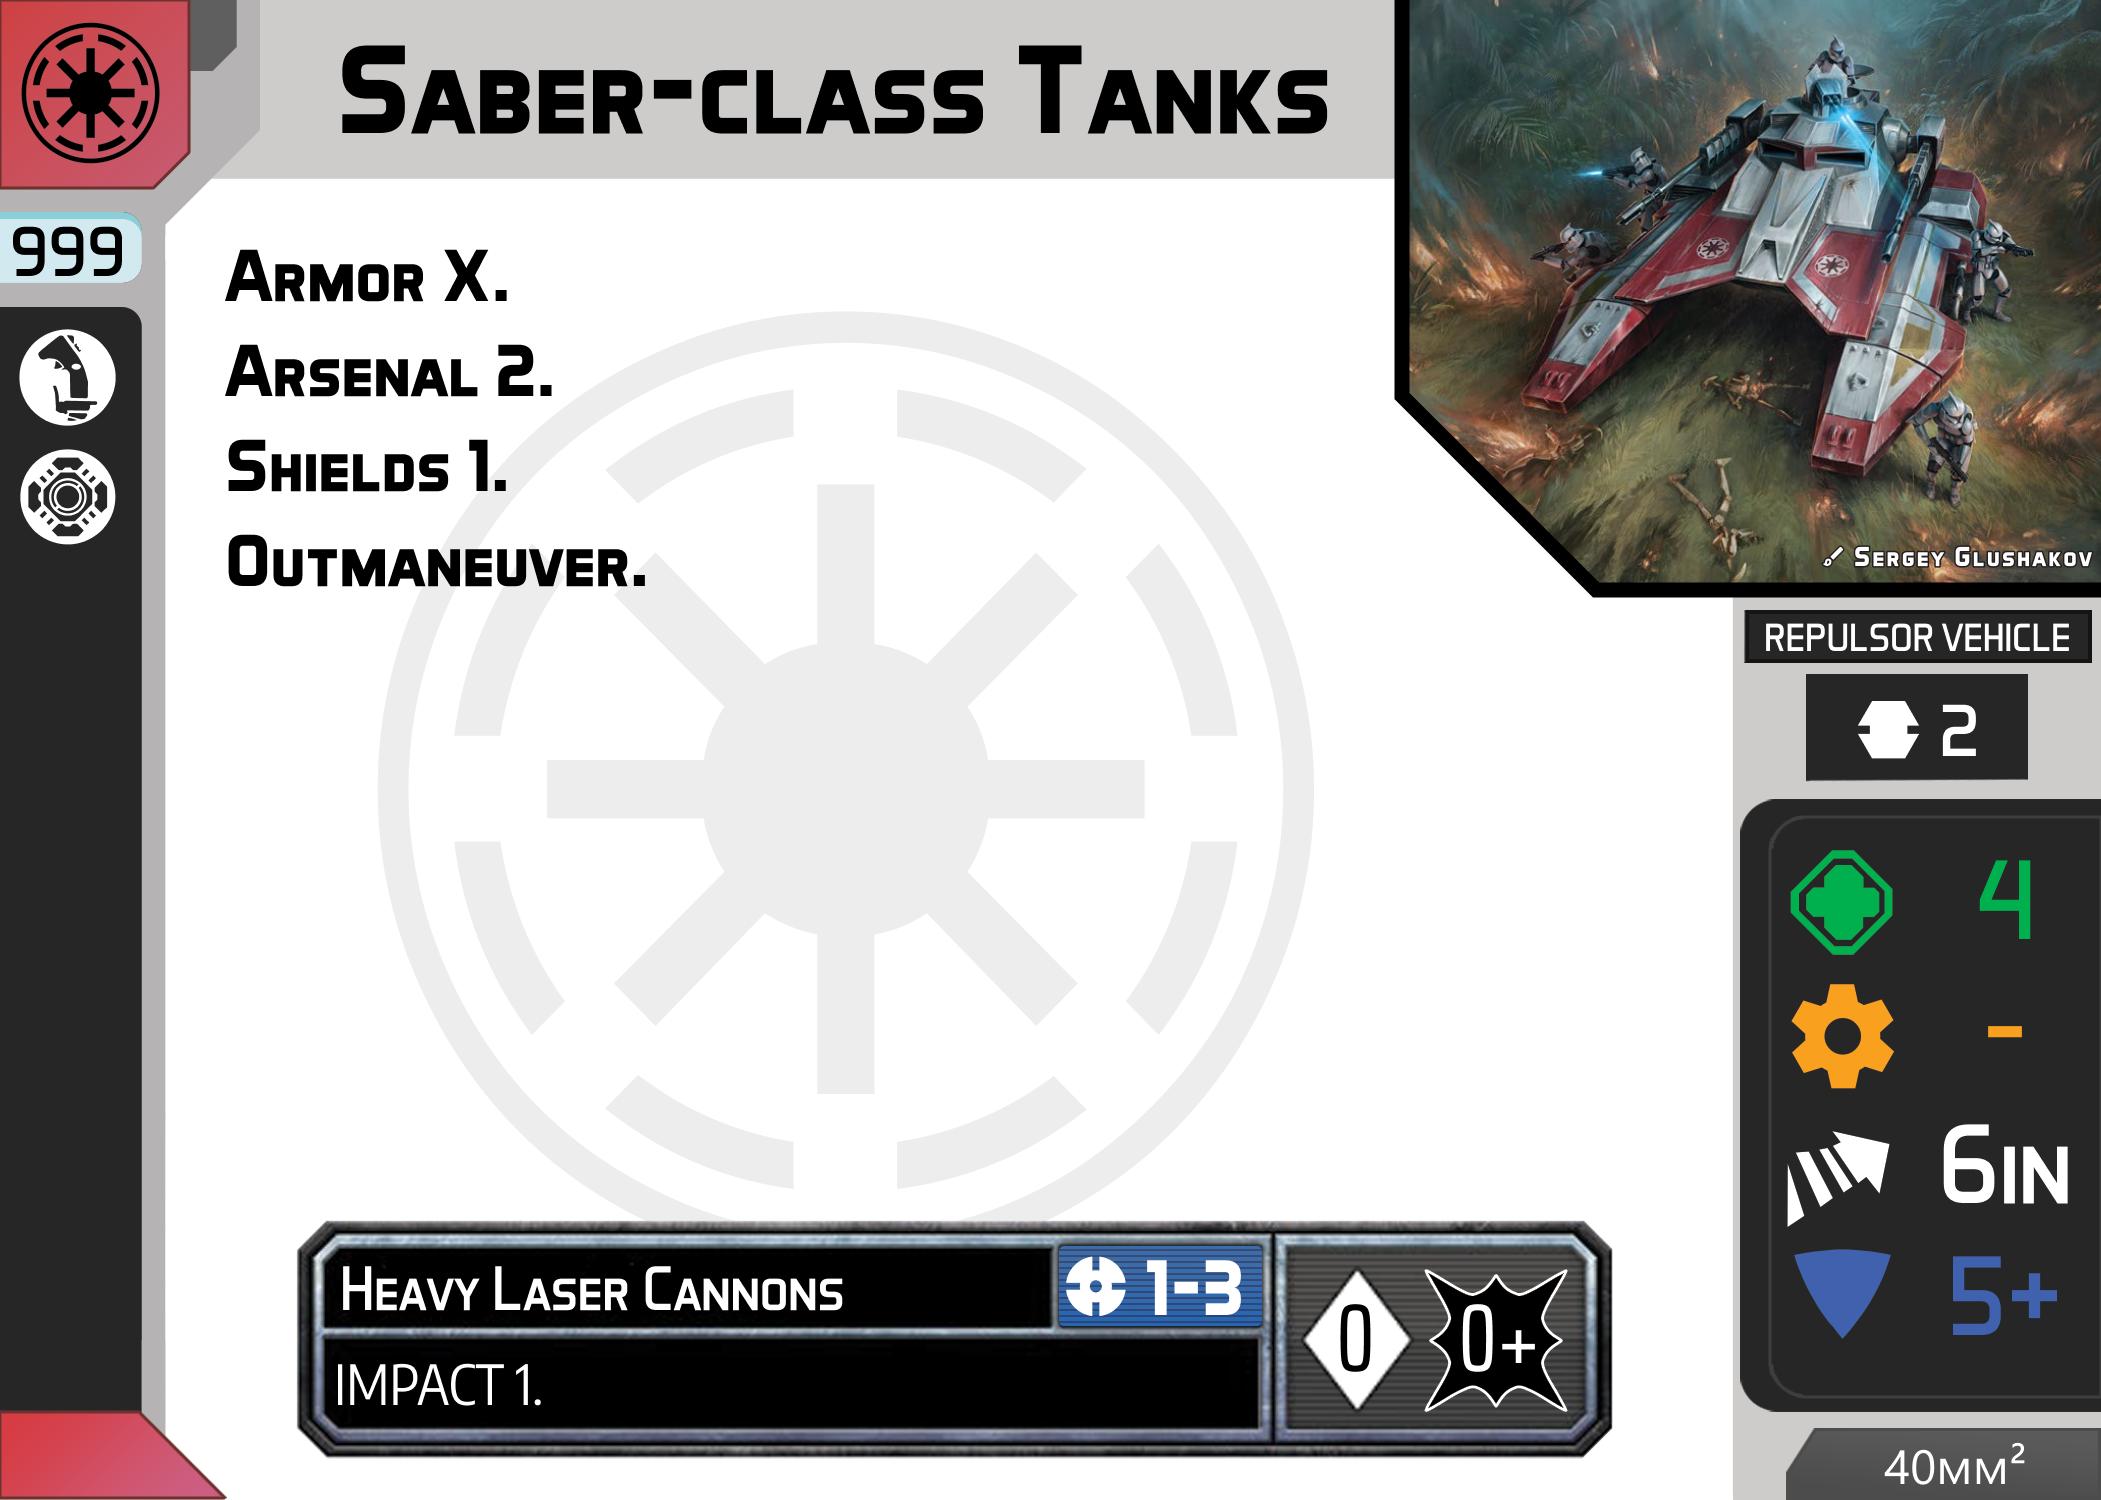 Saber-class Tanks
999
Armor X.
Arsenal 2.
Shields 1.
Outmaneuver.
Sergey Glushakov
REPULSOR VEHICLE
2
4
-
6in
5+
Heavy Laser Cannons 1-3
IMPACT 1.
0 0+
40mm²